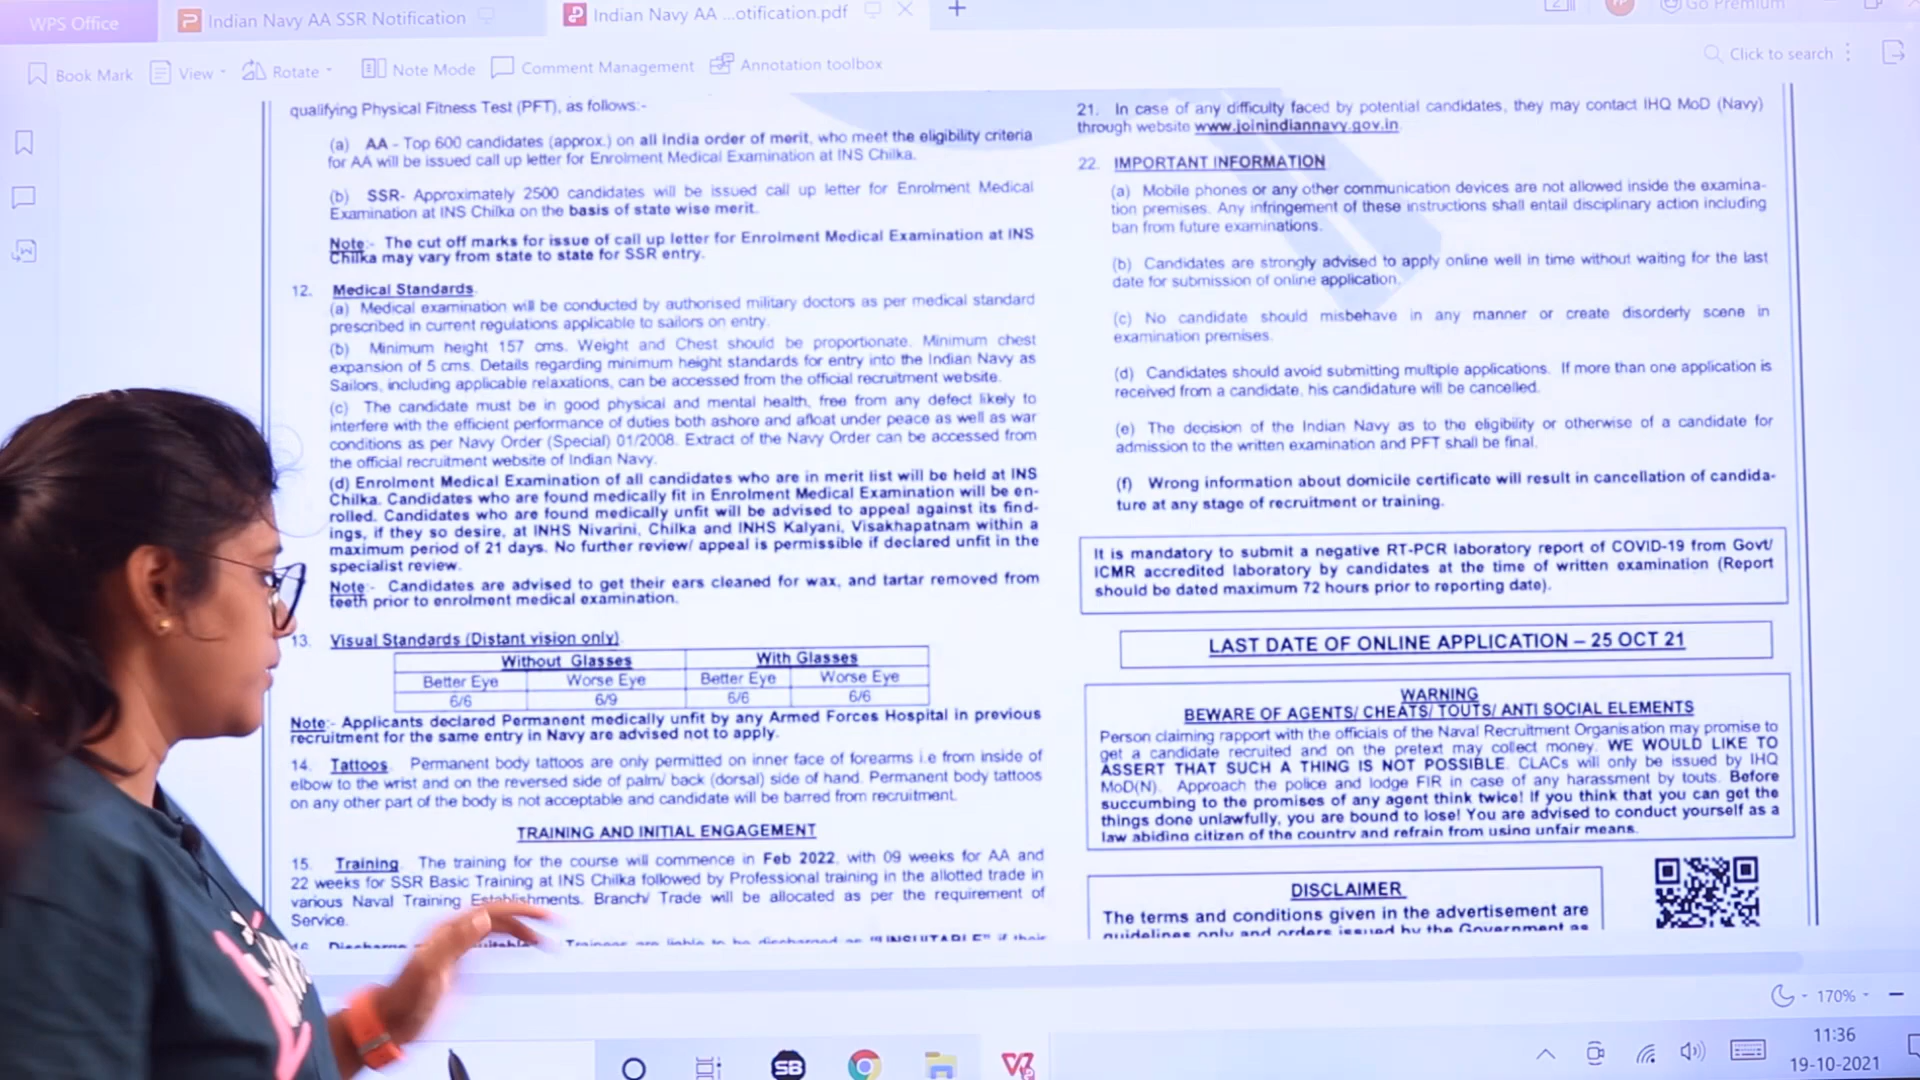 WPS Office
Indian Navy AA SSR Notification
Indian Navy AA ...otification.pdf
Go Premium
Book Mark
View
Rotate
Note Mode
Comment Management
Annotation toolbox
Click to search
qualifying Physical Fitness Test (PFT), as follows:-
(a) AA - Top 600 candidates (approx.) on all India order of merit, who meet the eligibility criteria
for AA will be issued call up letter for Enrolment Medical Examination at INS Chilka.
(b) SSR- Approximately 2500 candidates will be issued call up letter for Enrolment Medical
Examination at INS Chilka on the basis of state wise merit.
Note:- The cut off marks for issue of call up letter for Enrolment Medical Examination at INS
Chilka may vary from state to state for SSR entry.
12. Medical Standards.
(a) Medical examination will be conducted by authorised military doctors as per medical standard
prescribed in current regulations applicable to sailors on entry.
(b) Minimum height 157 cms. Weight and Chest should be proportionate. Minimum chest
expansion of 5 cms. Details regarding minimum height standards for entry into the Indian Navy as
Sailors, including applicable relaxations, can be accessed from the official recruitment website.
(c) The candidate must be in good physical and mental health, free from any defect likely to
interfere with the efficient performance of duties both ashore and afloat under peace as well as war
conditions as per Navy Order (Special) 01/2008. Extract of the Navy Order can be accessed from
the official recruitment website of Indian Navy.
(d) Enrolment Medical Examination of all candidates who are in merit list will be held at INS
Chilka. Candidates who are found medically fit in Enrolment Medical Examination will be en-
rolled. Candidates who are found medically unfit will be advised to appeal against its find-
ings, if they so desire, at INHS Nivarini, Chilka and INHS Kalyani, Visakhapatnam within a
maximum period of 21 days. No further review/ appeal is permissible if declared unfit in the
specialist review.
Note:- Candidates are advised to get their ears cleaned for wax, and tartar removed from
teeth prior to enrolment medical examination.
13. Visual Standards (Distant vision only).
Without Glasses With Glasses
Better Eye Worse Eye Better Eye Worse Eye
6/6 6/9 6/6 6/6
Note:- Applicants declared Permanent medically unfit by any Armed Forces Hospital in previous
recruitment for the same entry in Navy are advised not to apply.
14. Tattoos. Permanent body tattoos are only permitted on inner face of forearms i.e from inside of
elbow to the wrist and on the reversed side of palm/ back (dorsal) side of hand. Permanent body tattoos
on any other part of the body is not acceptable and candidate will be barred from recruitment.
TRAINING AND INITIAL ENGAGEMENT
15. Training. The training for the course will commence in Feb 2022, with 09 weeks for AA and
22 weeks for SSR Basic Training at INS Chilka followed by Professional training in the allotted trade in
various Naval Training Establishments. Branch/ Trade will be allocated as per the requirement of
Service.
21. In case of any difficulty faced by potential candidates, they may contact IHQ MoD (Navy)
through website www.joinindiannavy.gov.in.
22. IMPORTANT INFORMATION
(a) Mobile phones or any other communication devices are not allowed inside the examina-
tion premises. Any infringement of these instructions shall entail disciplinary action including
ban from future examinations.
(b) Candidates are strongly advised to apply online well in time without waiting for the last
date for submission of online application.
(c) No candidate should misbehave in any manner or create disorderly scene in
examination premises.
(d) Candidates should avoid submitting multiple applications. If more than one application is
received from a candidate, his candidature will be cancelled.
(e) The decision of the Indian Navy as to the eligibility or otherwise of a candidate for
admission to the written examination and PFT shall be final.
(f) Wrong information about domicile certificate will result in cancellation of candida-
ture at any stage of recruitment or training.
It is mandatory to submit a negative RT-PCR laboratory report of COVID-19 from Govt/
ICMR accredited laboratory by candidates at the time of written examination (Report
should be dated maximum 72 hours prior to reporting date).
LAST DATE OF ONLINE APPLICATION – 25 OCT 21
WARNING
BEWARE OF AGENTS/ CHEATS/ TOUTS/ ANTI SOCIAL ELEMENTS
Person claiming rapport with the officials of the Naval Recruitment Organisation may promise to
get a candidate recruited and on the pretext may collect money. WE WOULD LIKE TO
ASSERT THAT SUCH A THING IS NOT POSSIBLE. CLACs will only be issued by IHQ
MoD(N). Approach the police and lodge FIR in case of any harassment by touts. Before
succumbing to the promises of any agent think twice! If you think that you can get the
things done unlawfully, you are bound to lose! You are advised to conduct yourself as a
law abiding citizen of the country and refrain from using unfair means.
DISCLAIMER
The terms and conditions given in the advertisement are
guidelines only and orders issued by the Government as
170%
SB
11:36
19-10-2021